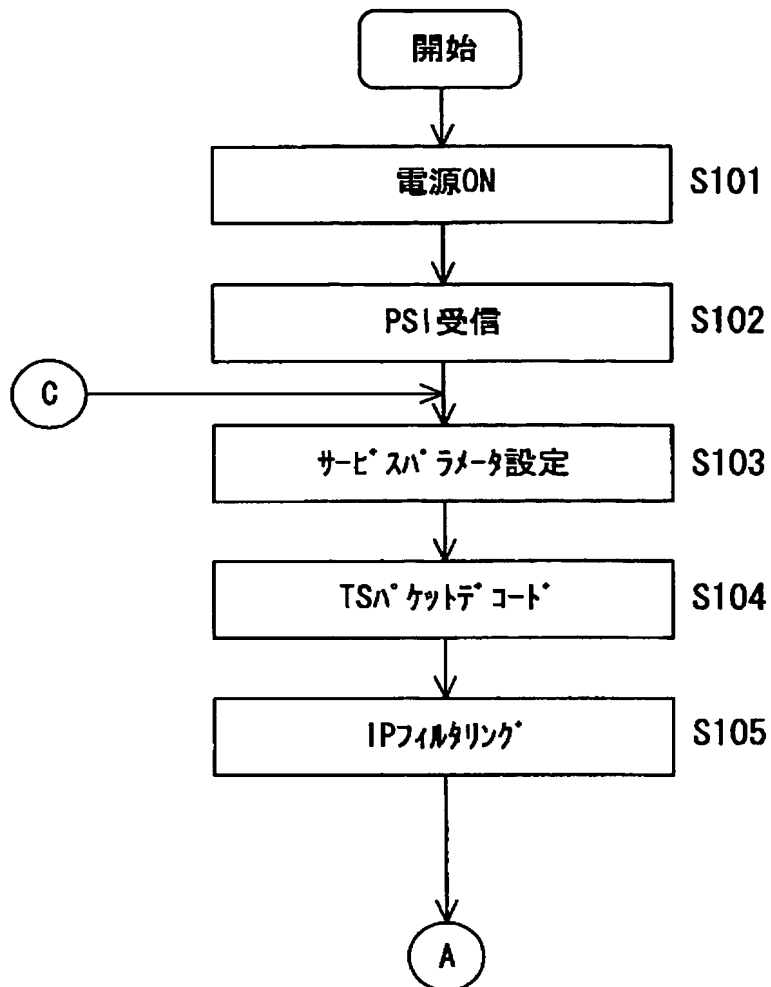 開始
電源ON S101
PSI受信 S102
C
ｻｰﾋﾞｽﾊﾟﾗﾒｰﾀ設定 S103
TSﾊﾟｹｯﾄﾃﾞｺｰﾄﾞ S104
IPﾌｨﾙﾀﾘﾝｸﾞ S105
A